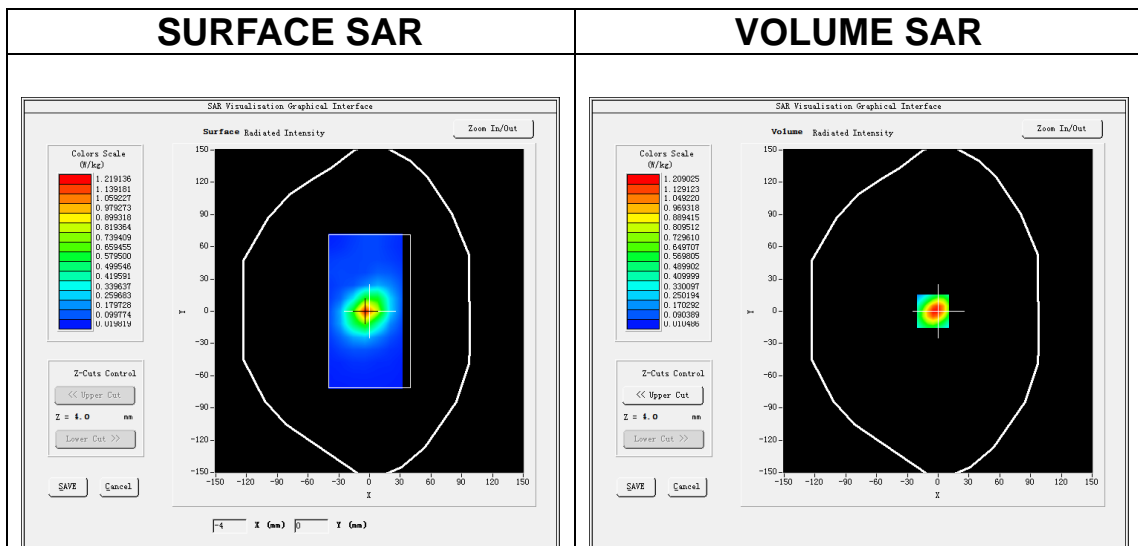 SURFACE SAR
VOLUME SAR
SAR Visualisation Graphical Interface
Surface Radiated Intensity
Zoom In/Out
Colors Scale
(W/kg)
1.219136
1.139181
1.059227
0.979273
0.899318
0.819364
0.739409
0.659455
0.579500
0.499546
0.419591
0.339637
0.259683
0.179728
0.099774
0.019819
150
120
90
60
30
0
-30
-60
-90
-120
-150
Y
-150 -120 -90 -60 -30 0 30 60 90 120 150
X
Z-Cuts Control
<< Upper Cut
Z = 4.0 mm
Lower Cut >>
SAVE Cancel
-4 X (mm) 0 Y (mm)
SAR Visualisation Graphical Interface
Volume Radiated Intensity
Zoom In/Out
Colors Scale
(W/kg)
1.209025
1.129123
1.049220
0.969318
0.889415
0.809512
0.729610
0.649707
0.569805
0.489902
0.409999
0.330097
0.250194
0.170292
0.090389
0.010486
150
120
90
60
30
0
-30
-60
-90
-120
-150
Y
-150 -120 -90 -60 -30 0 30 60 90 120 150
X
Z-Cuts Control
<< Upper Cut
Z = 4.0 mm
Lower Cut >>
SAVE Cancel